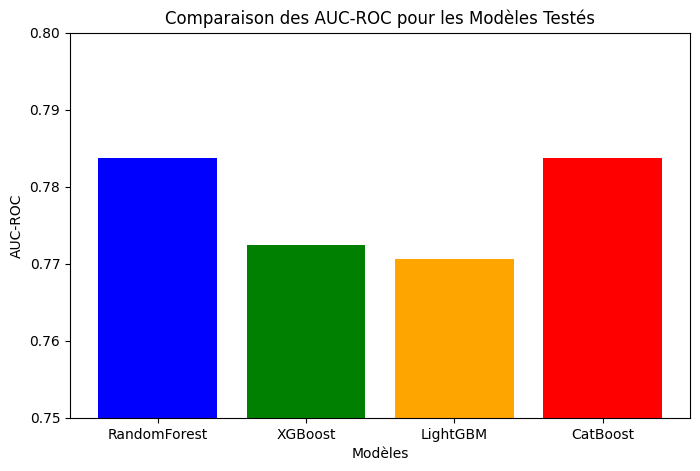 Comparaison des AUC-ROC pour les Modèles Testés
0.80
0.79
0.78
0.77
0.76
0.75
AUC-ROC
RandomForest XGBoost LightGBM CatBoost
Modèles